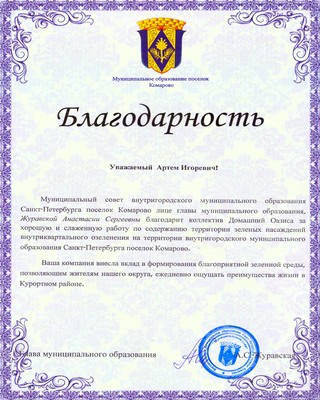 Муниципальное образование поселок
Комарово
Благодарность
Уважаемый Артем Игоревич!
Муниципальный совет внутригородского муниципального образования
Санкт-Петербурга поселок Комарово лице главы муниципального образования,
Журавской Анастасии Сергеевны благодарит коллектив Домашний Оазиса за
хорошую и слаженную работу по содержанию территории зеленых насаждений
внутриквартального озеленения на территории внутригородского муниципального
образования Санкт-Петербурга поселок Комарово.
Ваша компания внесла вклад в формирования благоприятной зеленной среды,
позволяющим жителям нашего округа, ежедневно ощущать преимущества жизни в
Курортном районе.
Глава муниципального образования
А.С. Журавская